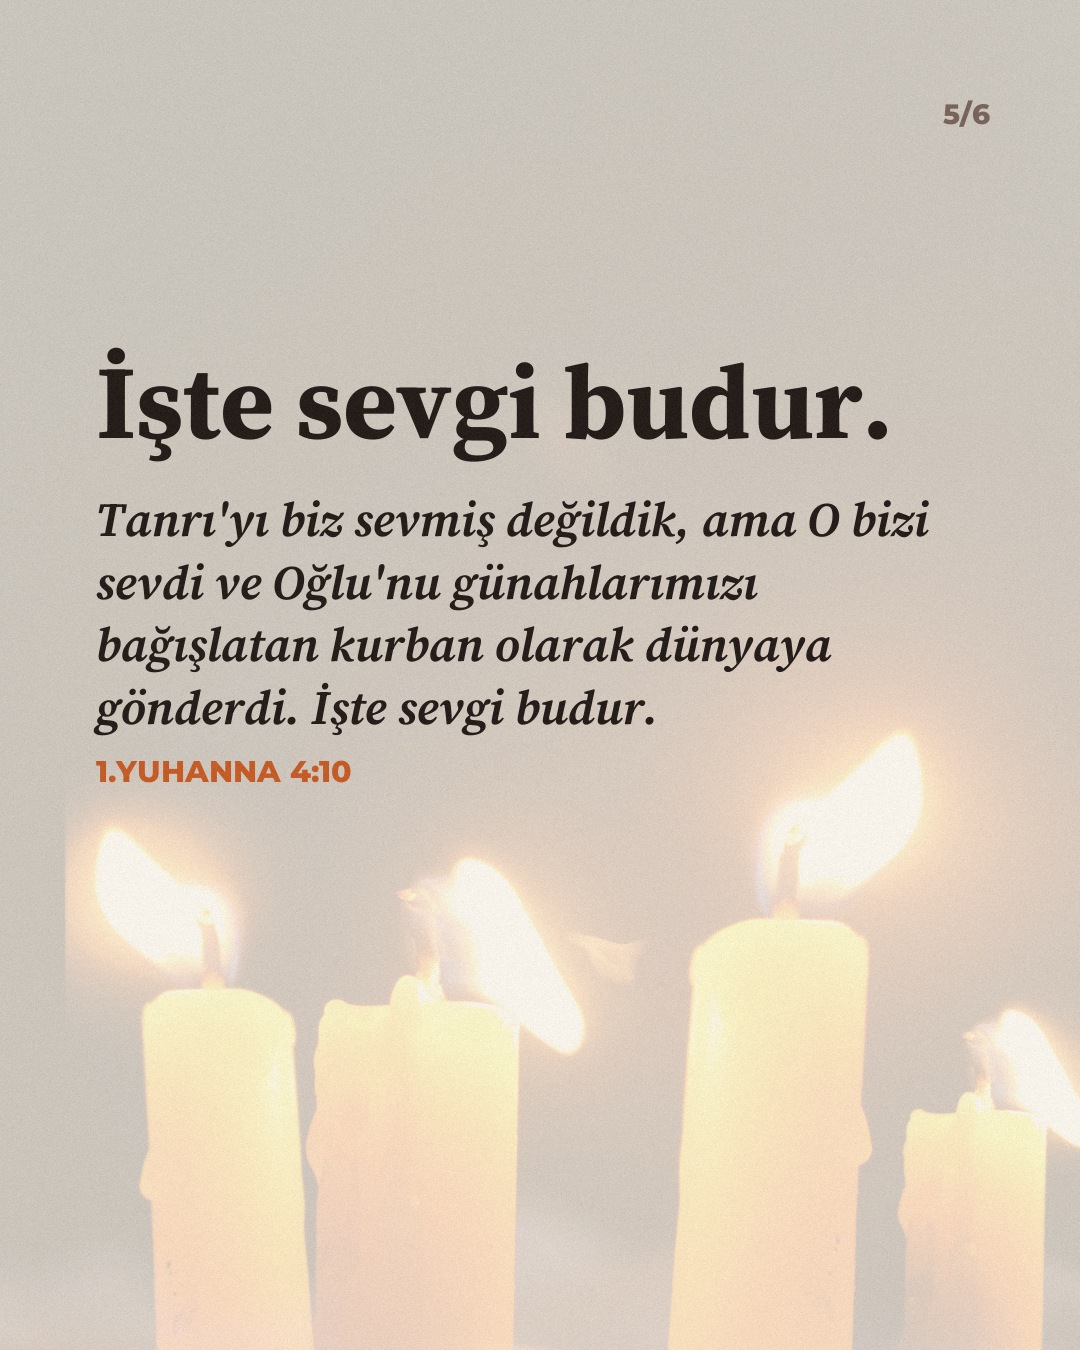 5/6
İşte sevgi budur.
Tanrı'yı biz sevmiş değildik, ama O bizi
sevdi ve Oğlu'nu günahlarımızı
bağışlatan kurban olarak dünyaya
gönderdi. İşte sevgi budur.
1.YUHANNA 4:10